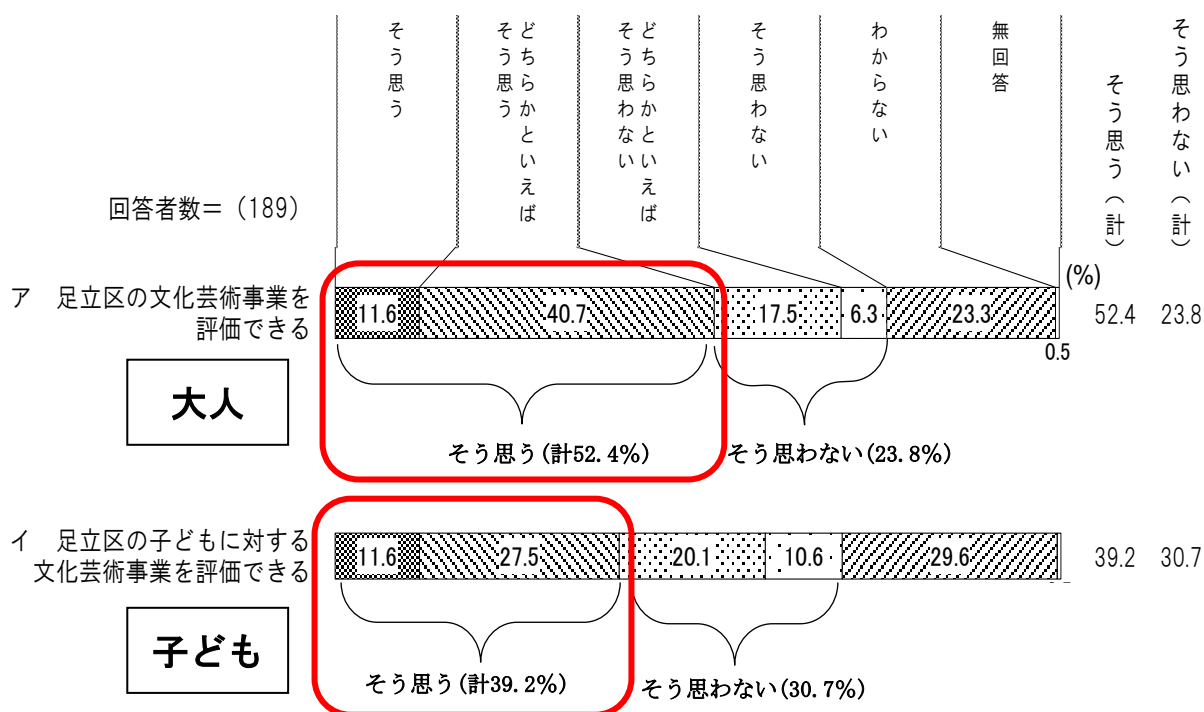 そう思う
どちらかといえば
そう思う
どちらかといえば
そう思わない
そう思わない
わからない
無回答
そう思う(計)
そう思わない(計)
回答者数=(189)
(%)
ア 足立区の文化芸術事業を
評価できる
11.6 40.7 17.5 6.3 23.3 52.4 23.8
0.5
大人
そう思う(計52.4%) そう思わない(23.8%)
イ 足立区の子どもに対する
文化芸術事業を評価できる
11.6 27.5 20.1 10.6 29.6 39.2 30.7
子ども
そう思う(計39.2%) そう思わない(30.7%)